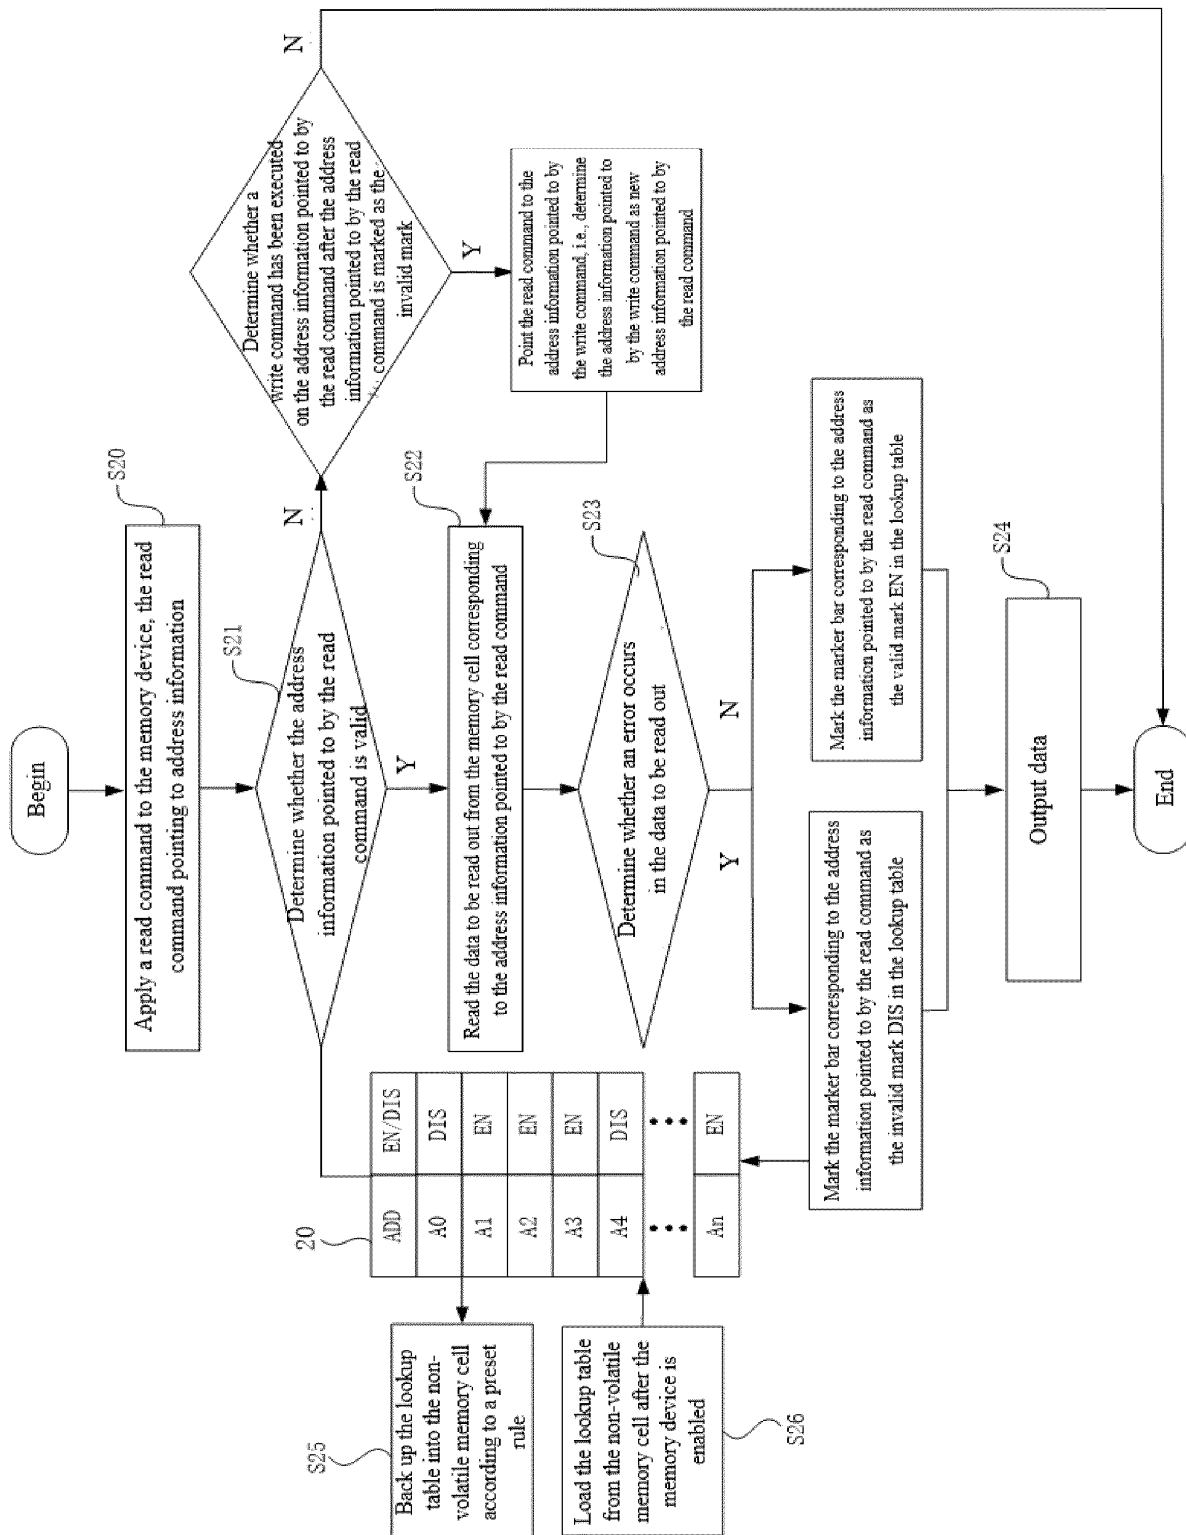 Begin
S20
Apply a read command to the memory device, the read
command pointing to address information
S21
Determine whether the address
information pointed to by the read
command is valid
N
Y
Determine whether a
write command has been executed
on the address information pointed to by
the read command after the address
information pointed to by the read
command is marked as the
invalid mark
N
Y
Point the read command to the
address information pointed to by
the write command, i.e., determine
the address information pointed to
by the write command as new
address information pointed to by
the read command
S22
Read the data to be read out from the memory cell corresponding
to the address information pointed to by the read command
S23
Determine whether an error occurs
in the data to be read out
Y
N
Mark the marker bar corresponding to the address
information pointed to by the read command as
the invalid mark DIS in the lookup table
Mark the marker bar corresponding to the address
information pointed to by the read command as
the valid mark EN in the lookup table
S24
Output data
End
20
ADD EN/DIS
A0 DIS
A1 EN
A2 EN
A3 EN
A4 DIS
An EN
S25
Back up the lookup
table into the non-
volatile memory cell
according to a preset
rule
Load the lookup table
from the non-volatile
memory cell after the
memory device is
enabled
S26